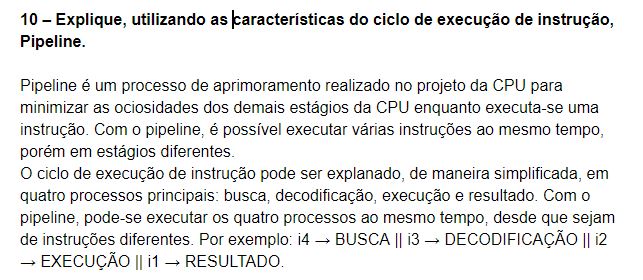 10 – Explique, utilizando as características do ciclo de execução de instrução,
Pipeline.
Pipeline é um processo de aprimoramento realizado no projeto da CPU para
minimizar as ociosidades dos demais estágios da CPU enquanto executa-se uma
instrução. Com o pipeline, é possível executar várias instruções ao mesmo tempo,
porém em estágios diferentes.
O ciclo de execução de instrução pode ser explanado, de maneira simplificada, em
quatro processos principais: busca, decodificação, execução e resultado. Com o
pipeline, pode-se executar os quatro processos ao mesmo tempo, desde que sejam
de instruções diferentes. Por exemplo: i4 → BUSCA || i3 → DECODIFICAÇÃO || i2
→ EXECUÇÃO || i1 → RESULTADO.